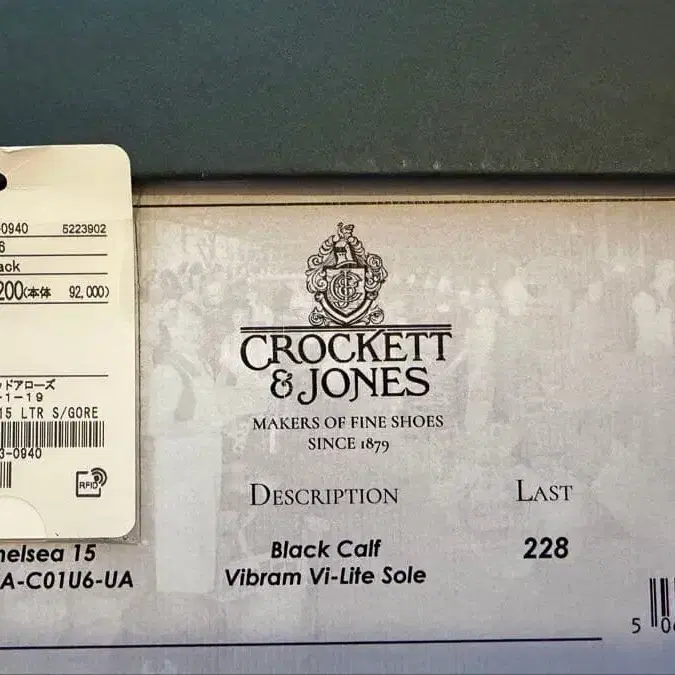 -0940 5223902
6
ack
200(本体 92,000)
ッドアローズ
-1-19
15 LTR S/GORE
3-0940
RFID
CROCKETT
& JONES
MAKERS OF FINE SHOES
SINCE 1879
DESCRIPTION LAST
helsea 15 Black Calf 228
A-C01U6-UA Vibram Vi-Lite Sole
5 06